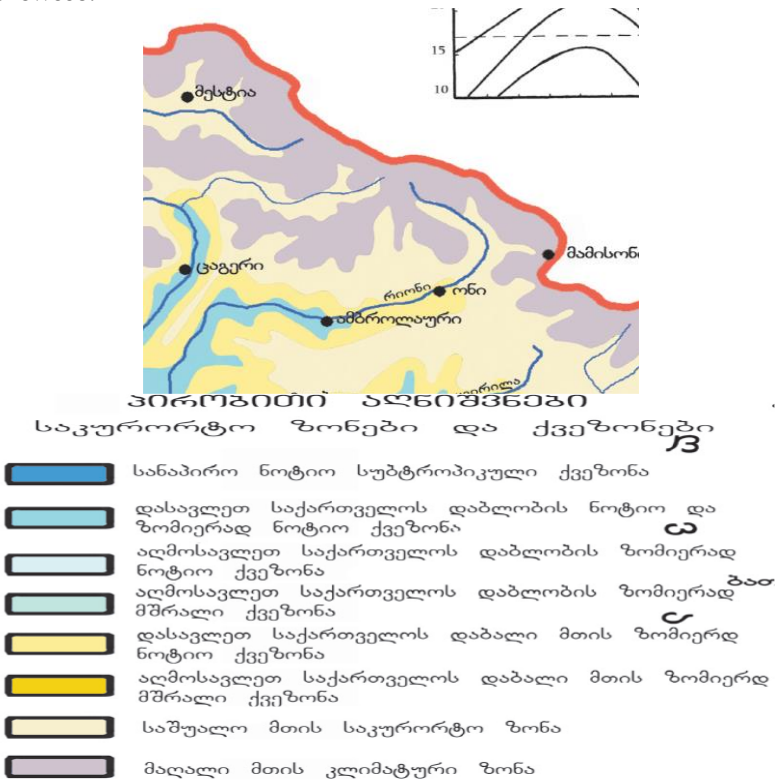 15
10
მესტია
მამისონ
ცაგერი
რიონი
ონი
ამბროლაური
ვირილა
პირობითი აღნიშვნები
საკურორტო ზონები და ქვეზონები
სანაპირო ნოტიო სუბტროპიკული ქვეზონა
დასავლეთ საქართველოს დაბლობის ნოტიო და
ზომიერად ნოტიო ქვეზონა
აღმოსავლეთ საქართველოს დაბლობის ზომიერად
ნოტიო ქვეზონა
აღმოსავლეთ საქართველოს დაბლობის ზომიერად
ბათ
მშრალი ქვეზონა
დასავლეთ საქართველოს დაბალი მთის ზომიერდ
ნოტიო ქვეზონა
აღმოსავლეთ საქართველოს დაბალი მთის ზომიერდ
მშრალი ქვეზონა
საშუალო მთის საკურორტო ზონა
მაღალი მთის კლიმატური ზონა